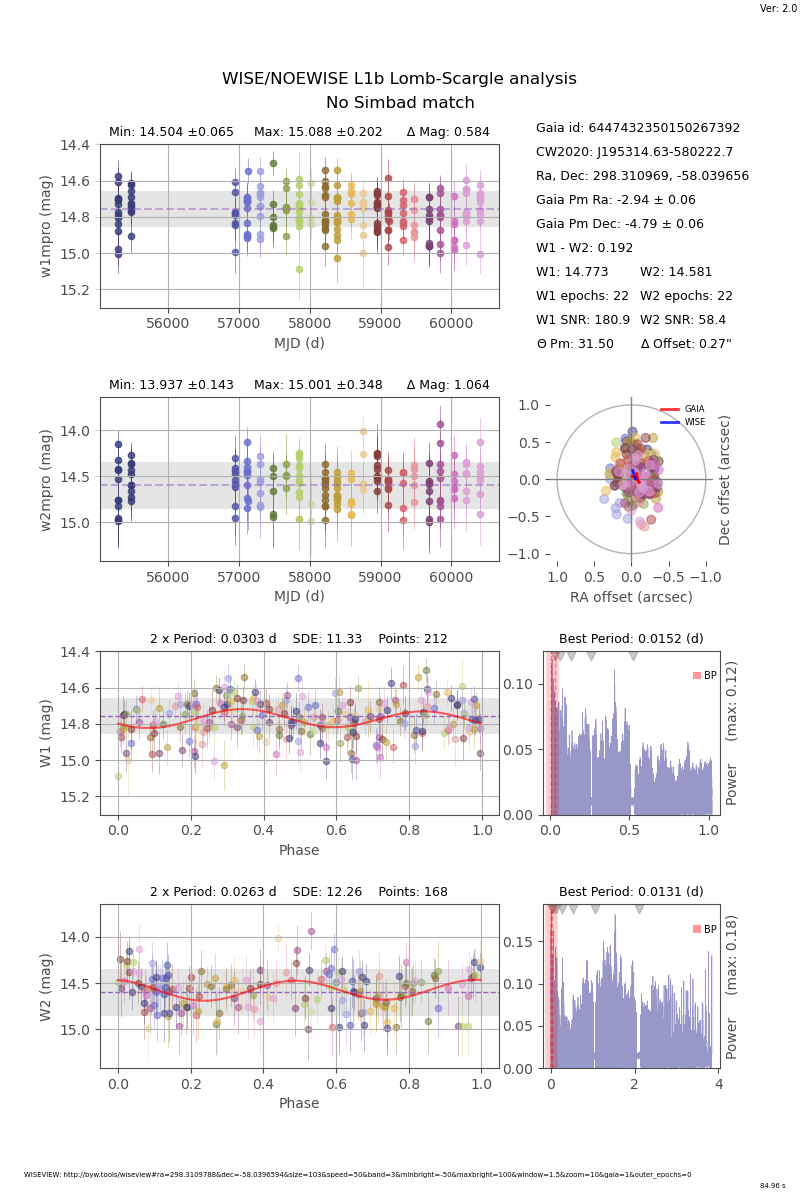 Ver: 2.0
WISE/NOEWISE L1b Lomb-Scargle analysis
No Simbad match
Min: 14.504 ±0.065 Max: 15.088 ±0.202 Δ Mag: 0.584
14.4
14.6
14.8
15.0
15.2
w1mpro (mag)
56000 57000 58000 59000 60000
MJD (d)
Gaia id: 6447432350150267392
CW2020: J195314.63-580222.7
Ra, Dec: 298.310969, -58.039656
Gaia Pm Ra: -2.94 ± 0.06
Gaia Pm Dec: -4.79 ± 0.06
W1 - W2: 0.192
W1: 14.773 W2: 14.581
W1 epochs: 22 W2 epochs: 22
W1 SNR: 180.9 W2 SNR: 58.4
Θ Pm: 31.50 Δ Offset: 0.27"
Min: 13.937 ±0.143 Max: 15.001 ±0.348 Δ Mag: 1.064
14.0
14.5
15.0
w2mpro (mag)
56000 57000 58000 59000 60000
MJD (d)
GAIA
WISE
1.0
0.5
0.0
−0.5
−1.0
Dec offset (arcsec)
1.0 0.5 0.0 −0.5 −1.0
RA offset (arcsec)
2 x Period: 0.0303 d SDE: 11.33 Points: 212
14.4
14.6
14.8
15.0
15.2
W1 (mag)
0.0 0.2 0.4 0.6 0.8 1.0
Phase
Best Period: 0.0152 (d)
BP
0.10
0.05
0.00
Power (max: 0.12)
0.0 0.5 1.0
2 x Period: 0.0263 d SDE: 12.26 Points: 168
14.0
14.5
15.0
W2 (mag)
0.0 0.2 0.4 0.6 0.8 1.0
Phase
Best Period: 0.0131 (d)
BP
0.15
0.10
0.05
0.00
Power (max: 0.18)
0 2 4
WISEVIEW: http://byw.tools/wiseview#ra=298.3109788&dec=-58.0396594&size=103&speed=50&band=3&minbright=-50&maxbright=100&window=1.5&zoom=10&gaia=1&outer_epochs=0
84.96 s